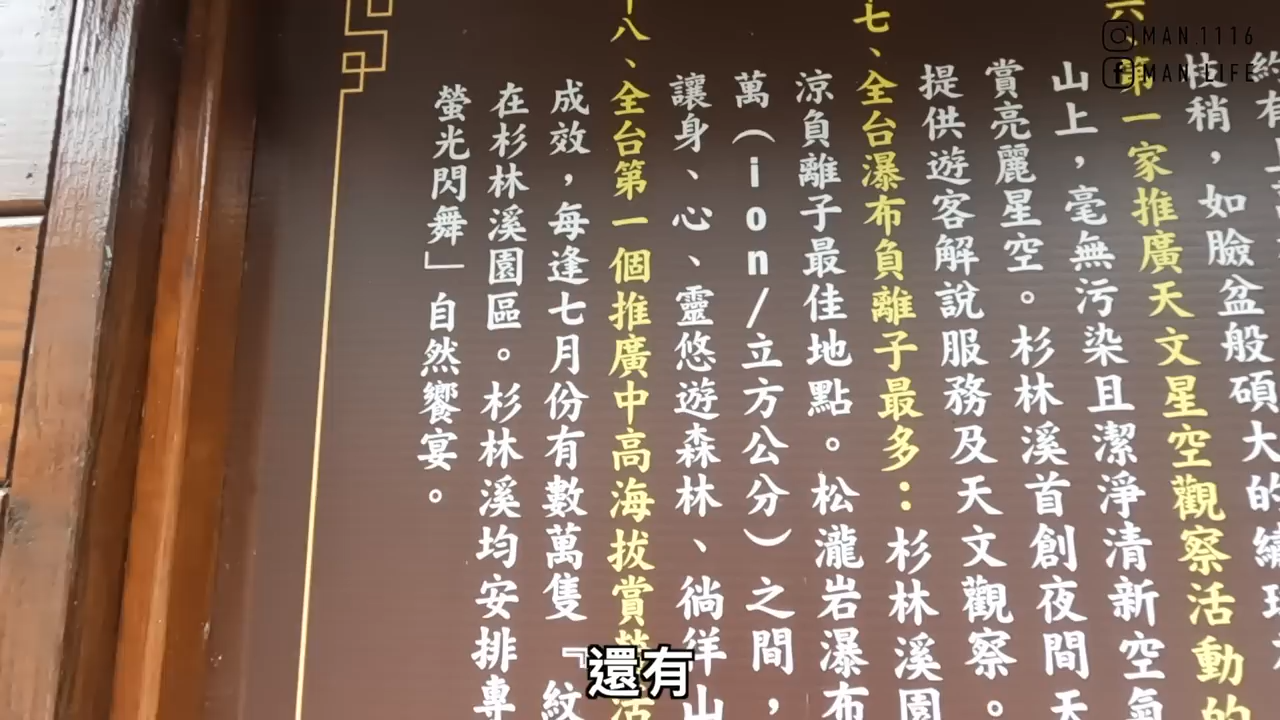 約有
枝稍，如臉盆般碩大的繡球
六、第一家推廣天文星空觀察活動的
山上，毫無污染且潔淨清新空氣
賞亮麗星空。杉林溪首創夜間天
提供遊客解說服務及天文觀察。
七、全台瀑布負離子最多：杉林溪園
涼負離子最佳地點。松瀧岩瀑布
萬（ion/立方公分）之間，
讓身、心、靈悠遊森林、徜徉山
十八、全台第一個推廣中高海拔賞螢活
成效，每逢七月份有數萬隻『紋
在杉林溪園區。杉林溪均安排專
螢光閃舞」自然饗宴。
MAN.1116
MAN.LIFE
還有